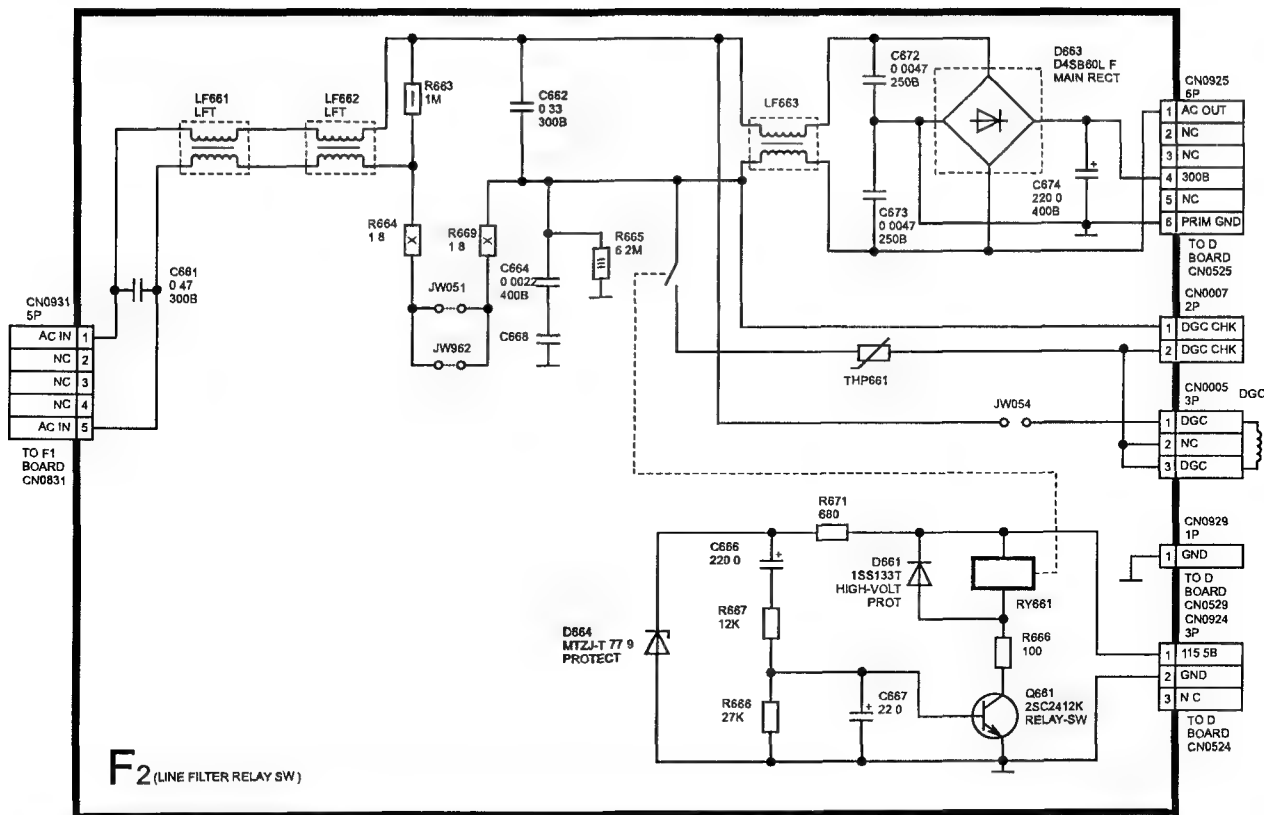 LF661
LFT
LF662
LFT
R663
1M
C662
0 33
300B
LF663
C672
0 0047
250B
D663
D4SB60L F
MAIN RECT
CN0925
6P
1 AC OUT
2 NC
3 NC
4 300B
5 NC
6 PRIM GND
TO D
BOARD
CN0525
C673
0 0047
250B
C674
220 0
400B
+
R664
1 8
R669
1 8
C664
0 0022
400B
R665
6 2M
C668
JW051
JW962
C661
0 47
300B
CN0931
5P
AC IN 1
NC 2
NC 3
NC 4
AC IN 5
TO F1
BOARD
CN0831
CN0007
2P
1 DGC CHK
2 DGC CHK
THP661
CN0005
3P
DGC
1 DGC
2 NC
3 DGC
JW054
R671
680
C666
220 0
+
D661
1SS133T
HIGH-VOLT
PROT
RY661
R667
12K
R666
100
D664
MTZJ-T 77 9
PROTECT
R668
27K
C667
22 0
+
Q661
2SC2412K
RELAY-SW
CN0929
1P
1 GND
TO D
BOARD
CN0529
CN0924
3P
1 115 5B
2 GND
3 N C
TO D
BOARD
CN0524
F2 (LINE FILTER RELAY SW)